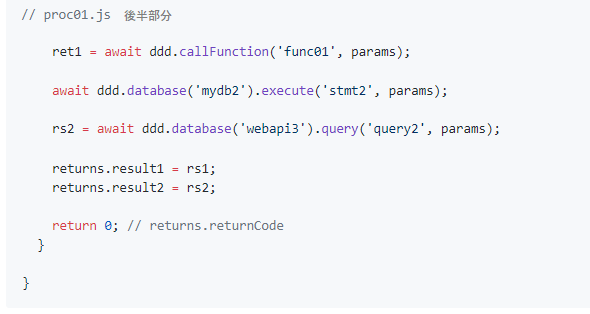 // proc01.js 後半部分
ret1 = await ddd.callFunction('func01', params);
await ddd.database('mydb2').execute('stmt2', params);
rs2 = await ddd.database('webapi3').query('query2', params);
returns.result1 = rs1;
returns.result2 = rs2;
return 0; // returns.returnCode
}
}